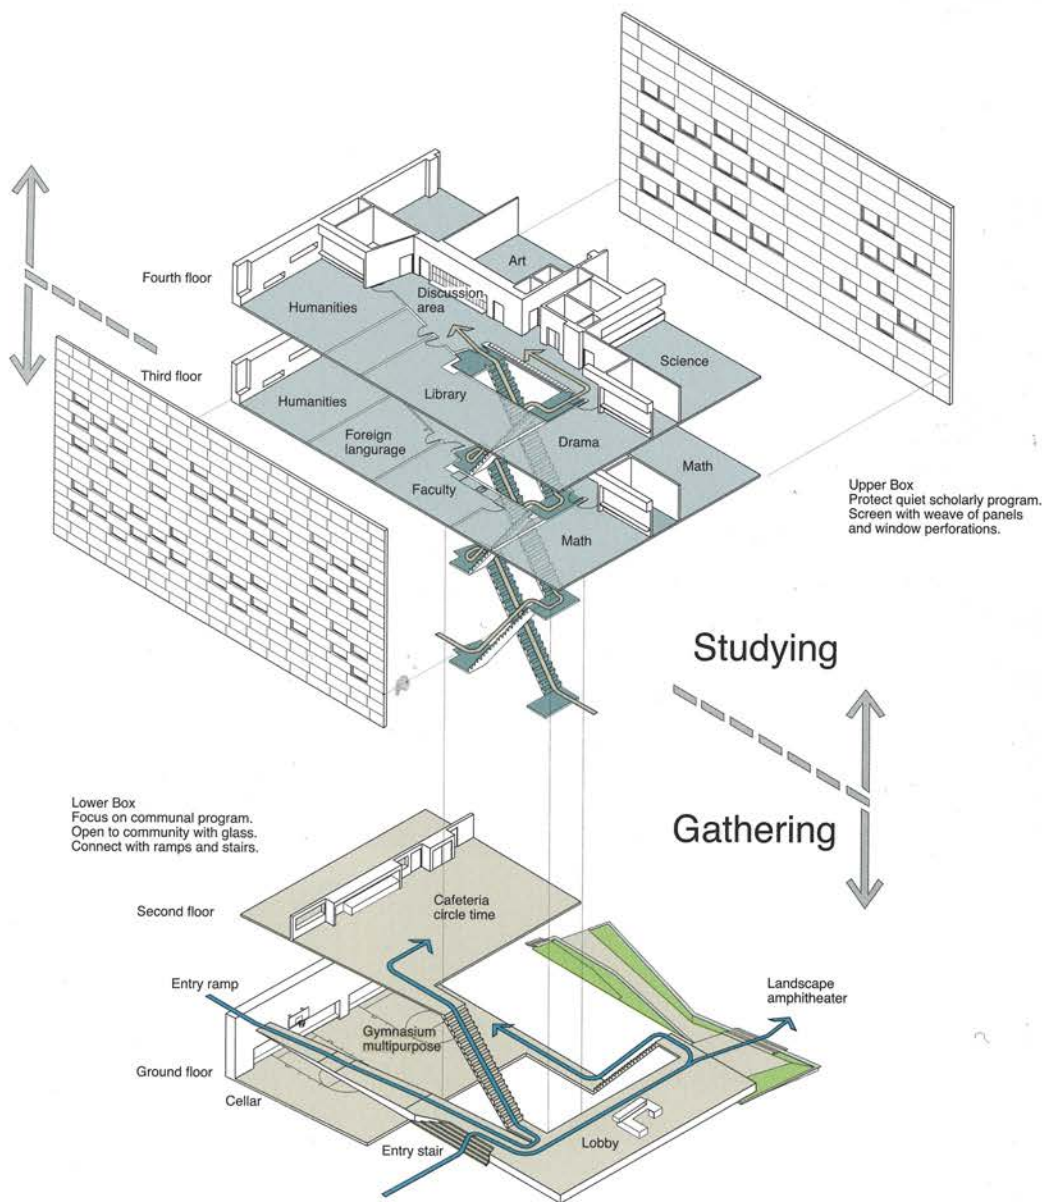 Fourth floor
Art
Discussion
area
Humanities
Science
Third floor
Library
Humanities
Drama
Foreign
langurage
Math
Faculty
Math
Upper Box
Protect quiet scholarly program.
Screen with weave of panels
and window perforations.
Studying
Gathering
Lower Box
Focus on communal program.
Open to community with glass.
Connect with ramps and stairs.
Second floor
Cafeteria
circle time
Entry ramp
Landscape
amphitheater
Gymnasium
multipurpose
Ground floor
Cellar
Entry stair
Lobby